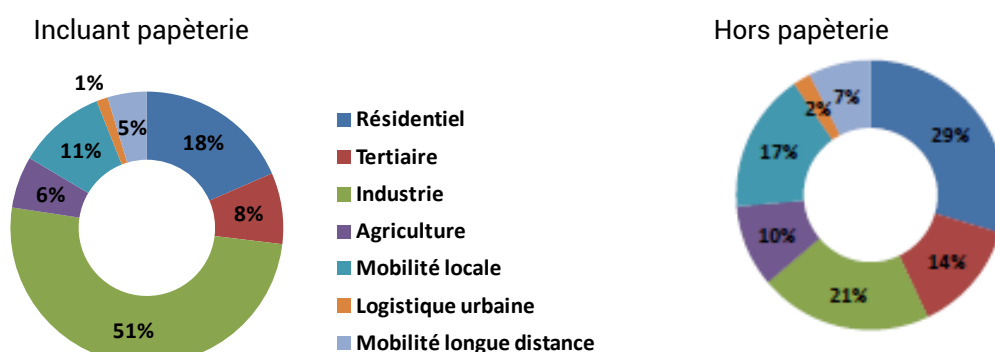 Incluant papèterie
Hors papèterie
1%
5%
18%
11%
6%
8%
51%
Résidentiel
Tertiaire
Industrie
Agriculture
Mobilité locale
Logistique urbaine
Mobilité longue distance
2%
7%
29%
17%
10%
14%
21%